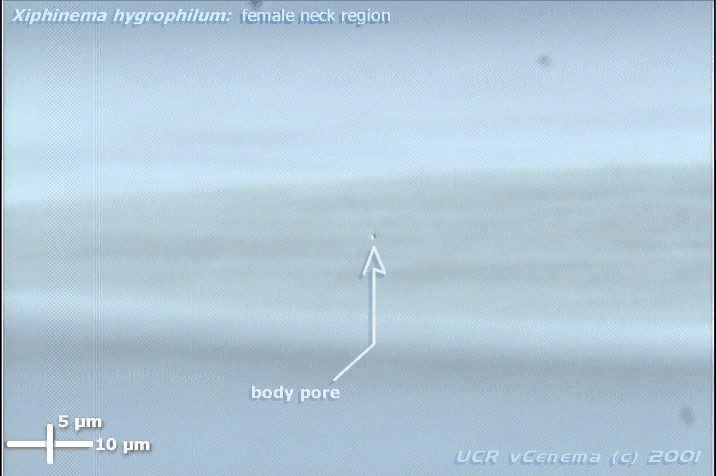 Xiphinema hygrophilum: female neck region
body pore
5 µm
10 µm
UCR vCenema (c) 2001